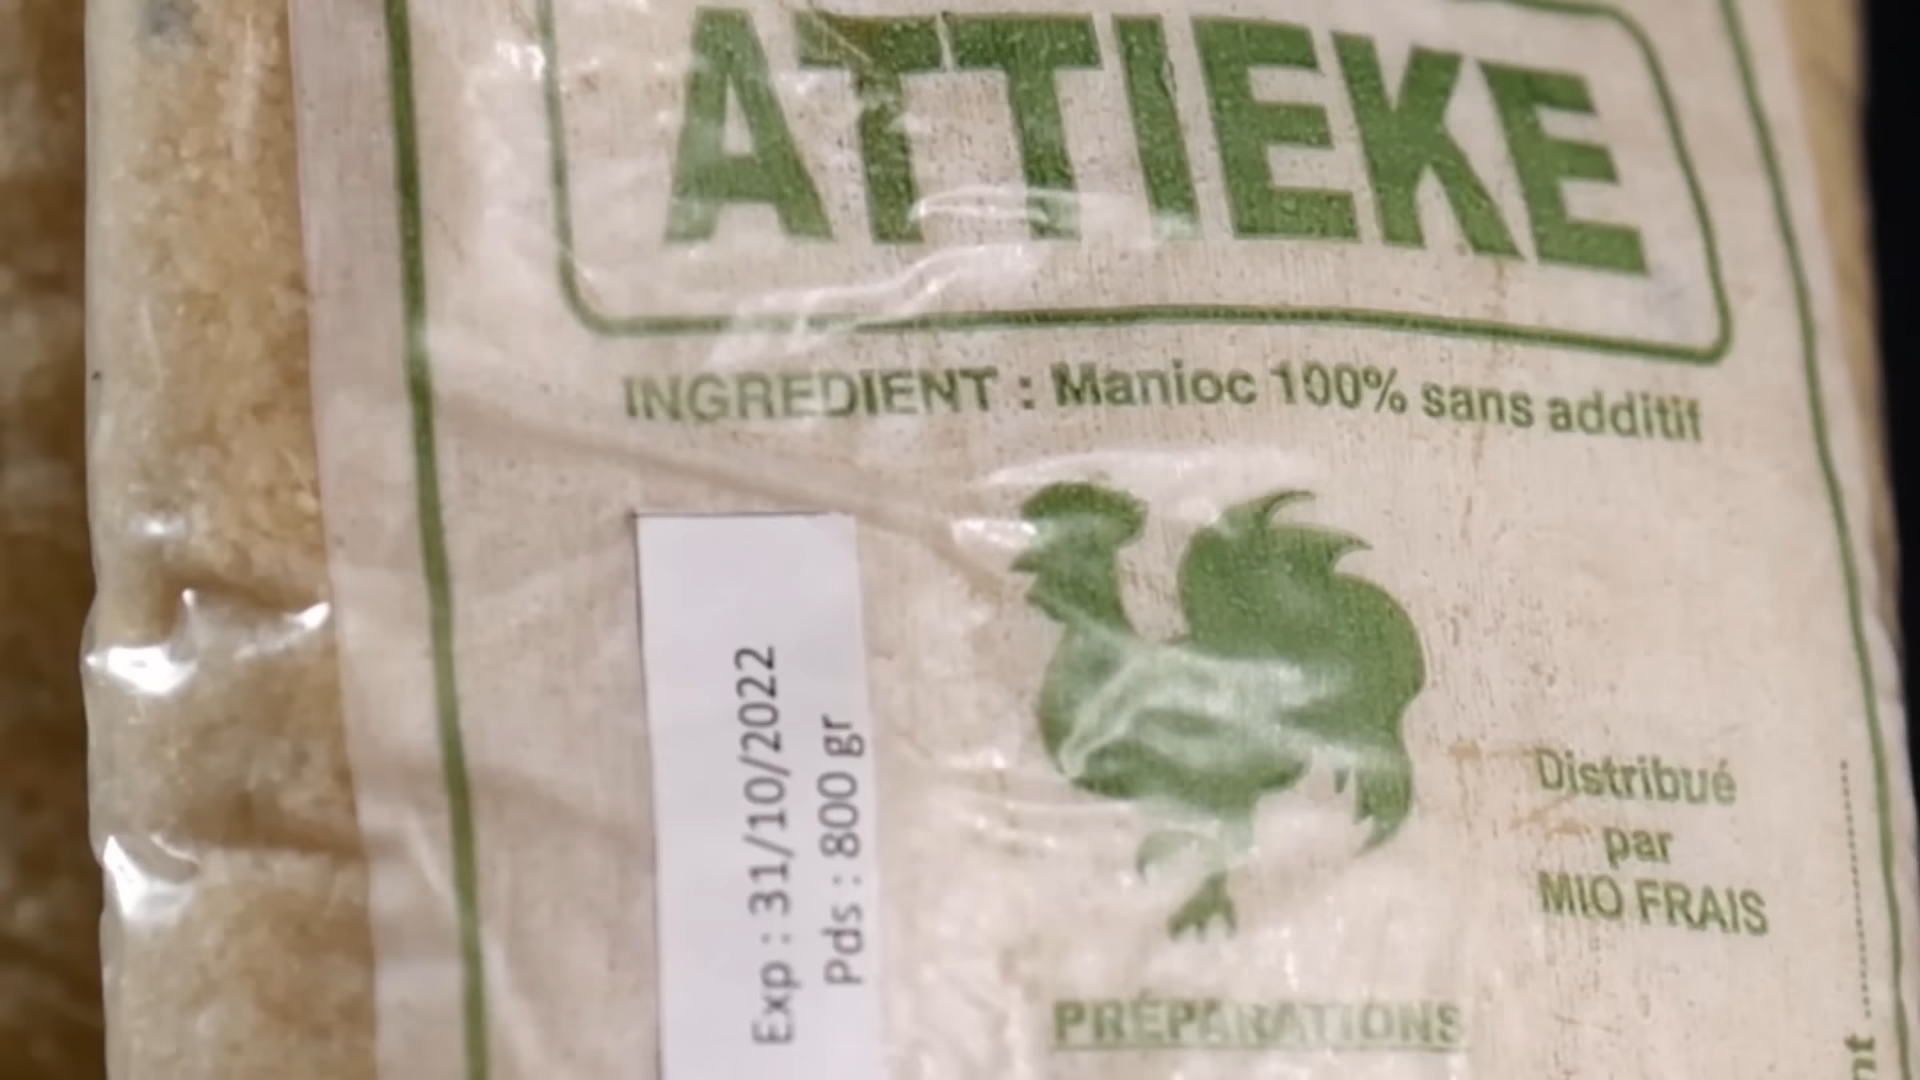 ATTIEKE
INGREDIENT : Manioc 100% sans additif
Exp : 31/10/2022
Pds : 800 gr
Distribué
par
MIO FRAIS
PRÉPARATIONS